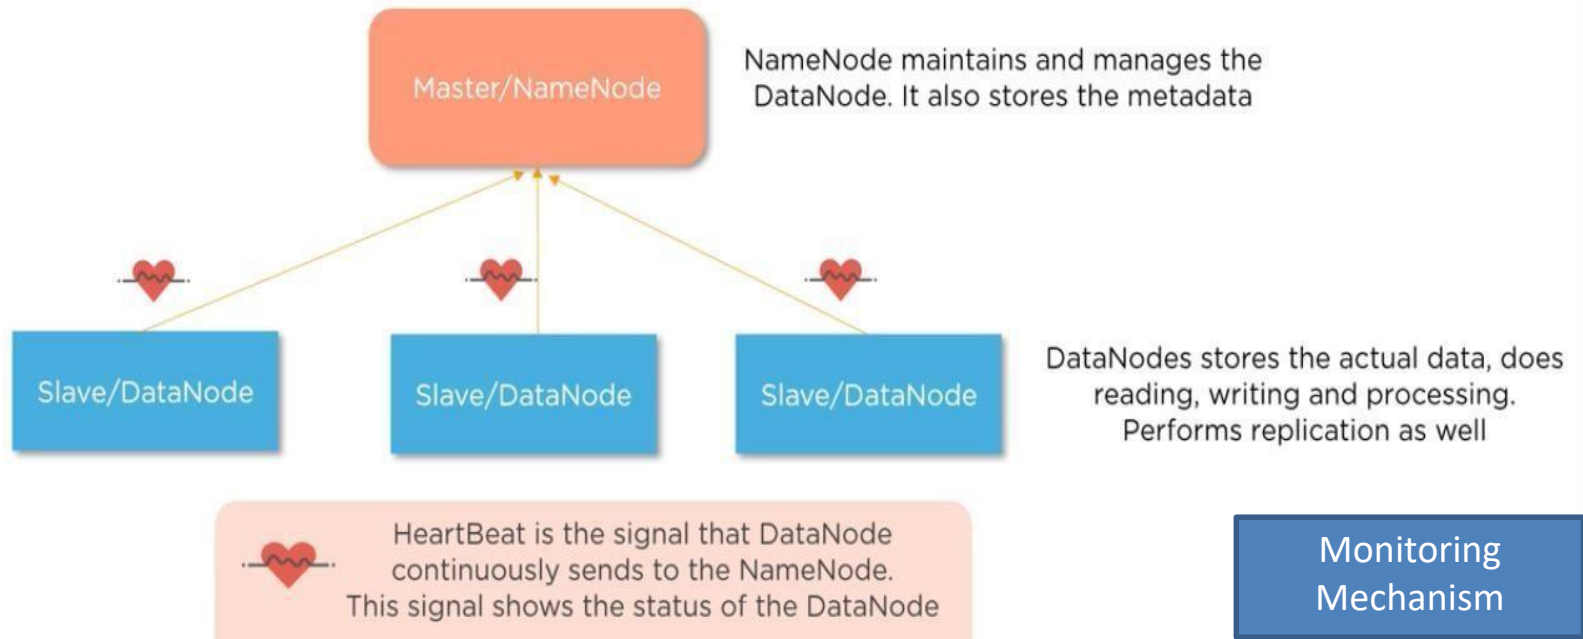 Master/NameNode
NameNode maintains and manages the
DataNode. It also stores the metadata
Slave/DataNode
Slave/DataNode
Slave/DataNode
DataNodes stores the actual data, does
reading, writing and processing.
Performs replication as well
HeartBeat is the signal that DataNode
continuously sends to the NameNode.
This signal shows the status of the DataNode
Monitoring
Mechanism